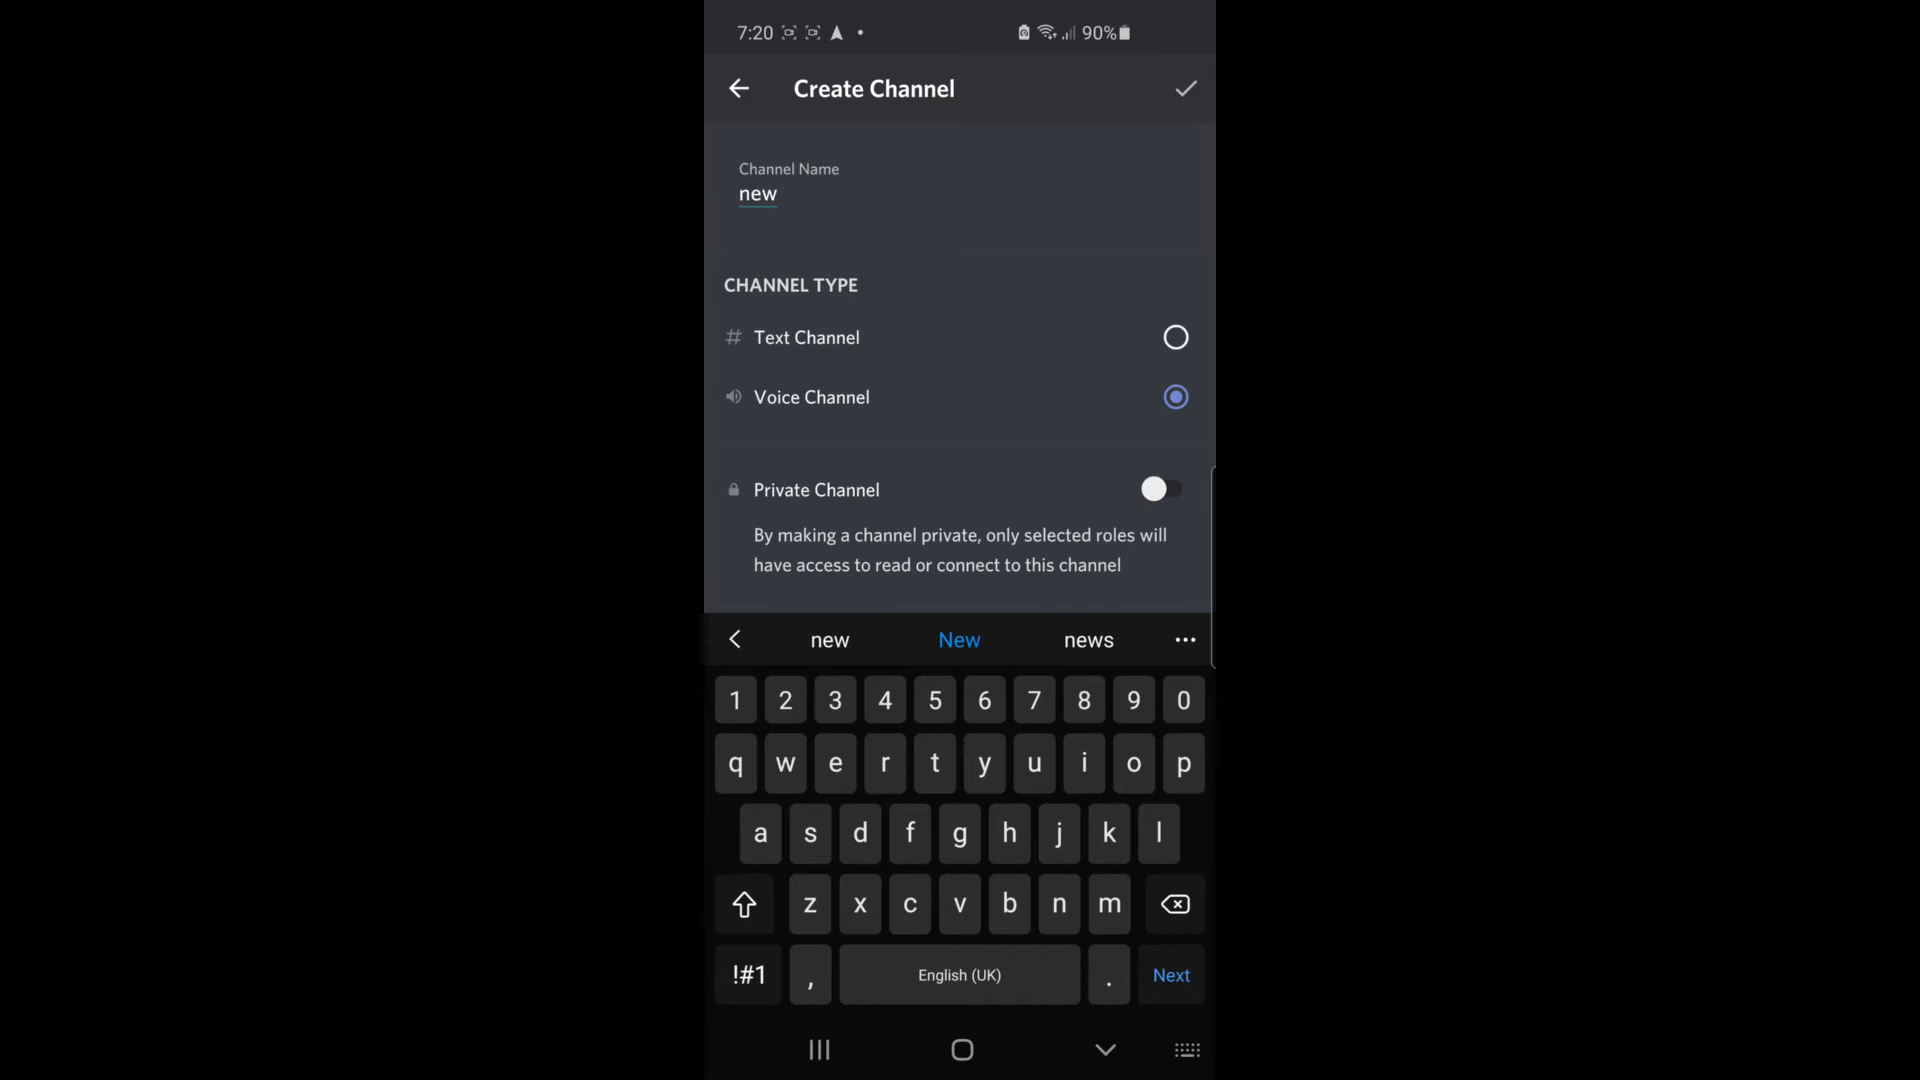 7:20 90%
Create Channel
Channel Name
new
CHANNEL TYPE
# Text Channel
Voice Channel
Private Channel
By making a channel private, only selected roles will
have access to read or connect to this channel
new New news
1 2 3 4 5 6 7 8 9 0
q w e r t y u i o p
a s d f g h j k l
z x c v b n m
!#1 , English (UK) . Next